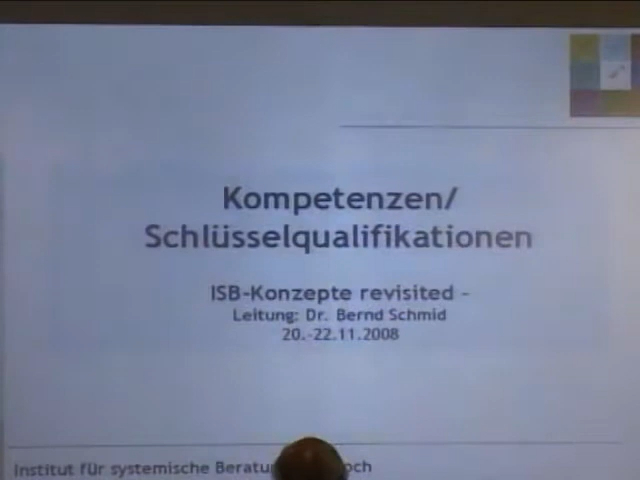 Kompetenzen/
Schlüsselqualifikationen
ISB-Konzepte revisited -
Leitung: Dr. Bernd Schmid
20.-22.11.2008
Institut für systemische